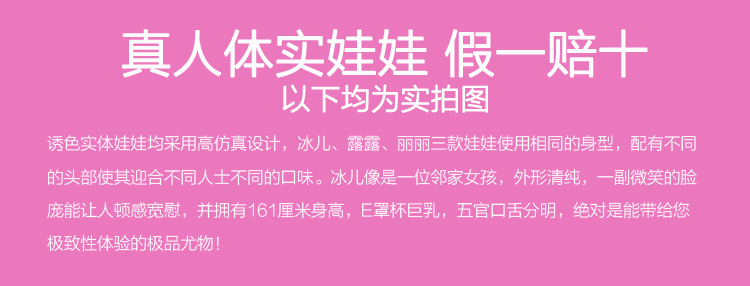 真人体实娃娃 假一赔十
以下均为实拍图
诱色实体娃娃均采用高仿真设计，冰儿、露露、丽丽三款娃娃使用相同的身型，配有不同
的头部使其迎合不同人士不同的口味。冰儿像是一位邻家女孩，外形清纯，一副微笑的脸
庞能让人顿感宽慰，并拥有161厘米身高，E罩杯巨乳，五官口舌分明，绝对是能带给您
极致性体验的极品尤物！